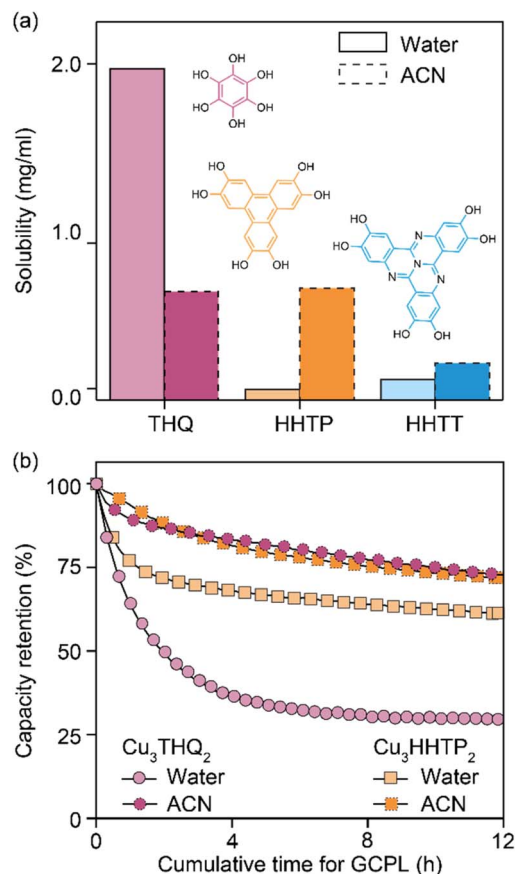 (a)
Water
ACN
Solubility (mg/ml)
2.0
1.0
0.0
OH
HO OH
HO OH
OH
HO OH
HO OH
OH OH
HO OH
HO OH
N N
N
N
HO
OH
THQ HHTP HHTT
(b)
Capacity retention (%)
100
75
50
25
0
Cu₃THQ₂ Cu₃HHTP₂
Water Water
ACN ACN
0 4 8 12
Cumulative time for GCPL (h)